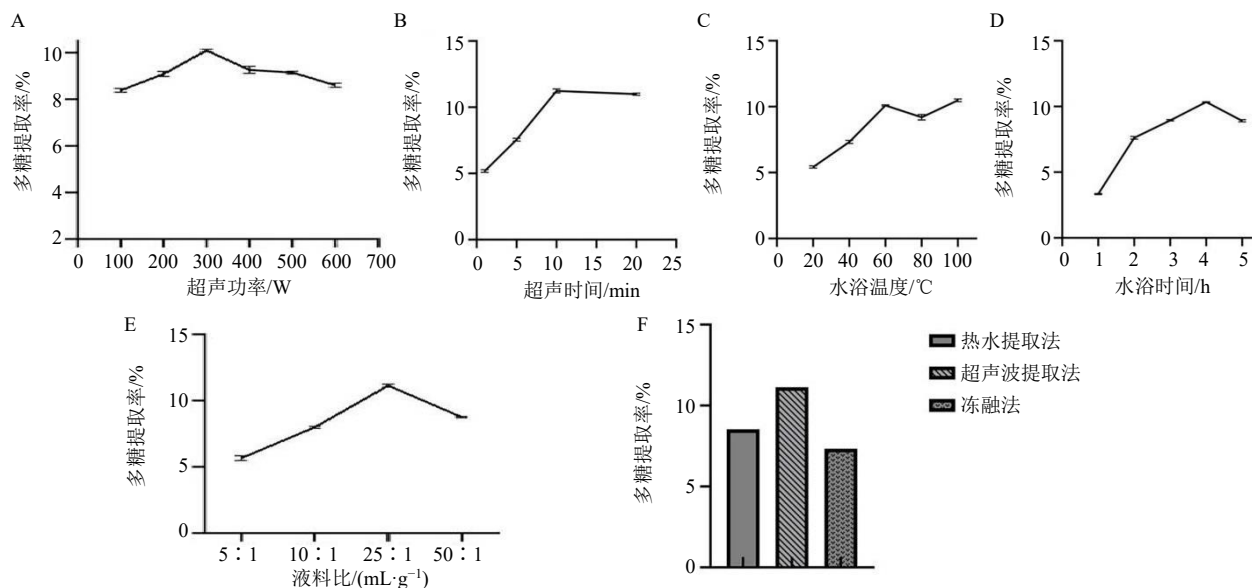 A
多糖提取率/%
10
8
6
4
2
0 100 200 300 400 500 600 700
超声功率/W
B
多糖提取率/%
15
10
5
0
0 5 10 15 20 25
超声时间/min
C
多糖提取率/%
15
10
5
0
0 20 40 60 80 100
水浴温度/℃
D
多糖提取率/%
15
10
5
0
0 1 2 3 4 5
水浴时间/h
E
多糖提取率/%
15
10
5
0
5∶1 10∶1 25∶1 50∶1
液料比/(mL·g⁻¹)
F
多糖提取率/%
15
10
5
0
热水提取法
超声波提取法
冻融法